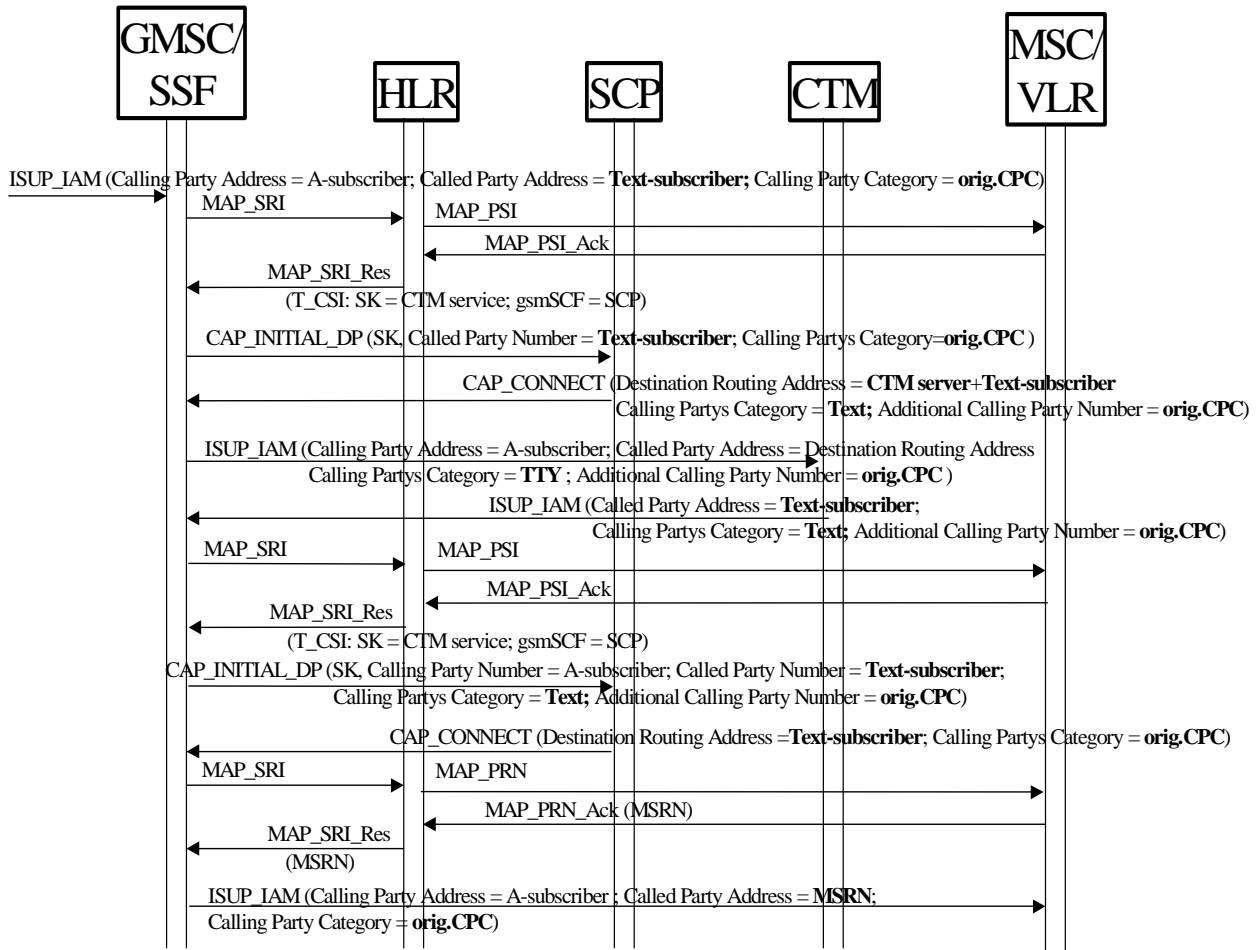 GMSC/
SSF
HLR
SCP
CTM
MSC/
VLR
ISUP_IAM (Calling Party Address = A-subscriber; Called Party Address = Text-subscriber; Calling Party Category = orig.CPC)
MAP_SRI
MAP_PSI
MAP_PSI_Ack
MAP_SRI_Res
(T_CSI: SK = CTM service; gsmSCF = SCP)
CAP_INITIAL_DP (SK, Called Party Number = Text-subscriber; Calling Partys Category=orig.CPC )
CAP_CONNECT (Destination Routing Address = CTM server+Text-subscriber
Calling Partys Category = Text; Additional Calling Party Number = orig.CPC)
ISUP_IAM (Calling Party Address = A-subscriber; Called Party Address = Destination Routing Address
Calling Partys Category = TTY ; Additional Calling Party Number = orig.CPC )
ISUP_IAM (Called Party Address = Text-subscriber;
Calling Partys Category = Text; Additional Calling Party Number = orig.CPC)
MAP_SRI
MAP_PSI
MAP_PSI_Ack
MAP_SRI_Res
(T_CSI: SK = CTM service; gsmSCF = SCP)
CAP_INITIAL_DP (SK, Calling Party Number = A-subscriber; Called Party Number = Text-subscriber;
Calling Partys Category = Text; Additional Calling Party Number = orig.CPC)
CAP_CONNECT (Destination Routing Address =Text-subscriber; Calling Partys Category = orig.CPC)
MAP_SRI
MAP_PRN
MAP_PRN_Ack (MSRN)
MAP_SRI_Res
(MSRN)
ISUP_IAM (Calling Party Address = A-subscriber ; Called Party Address = MSRN;
Calling Party Category = orig.CPC)